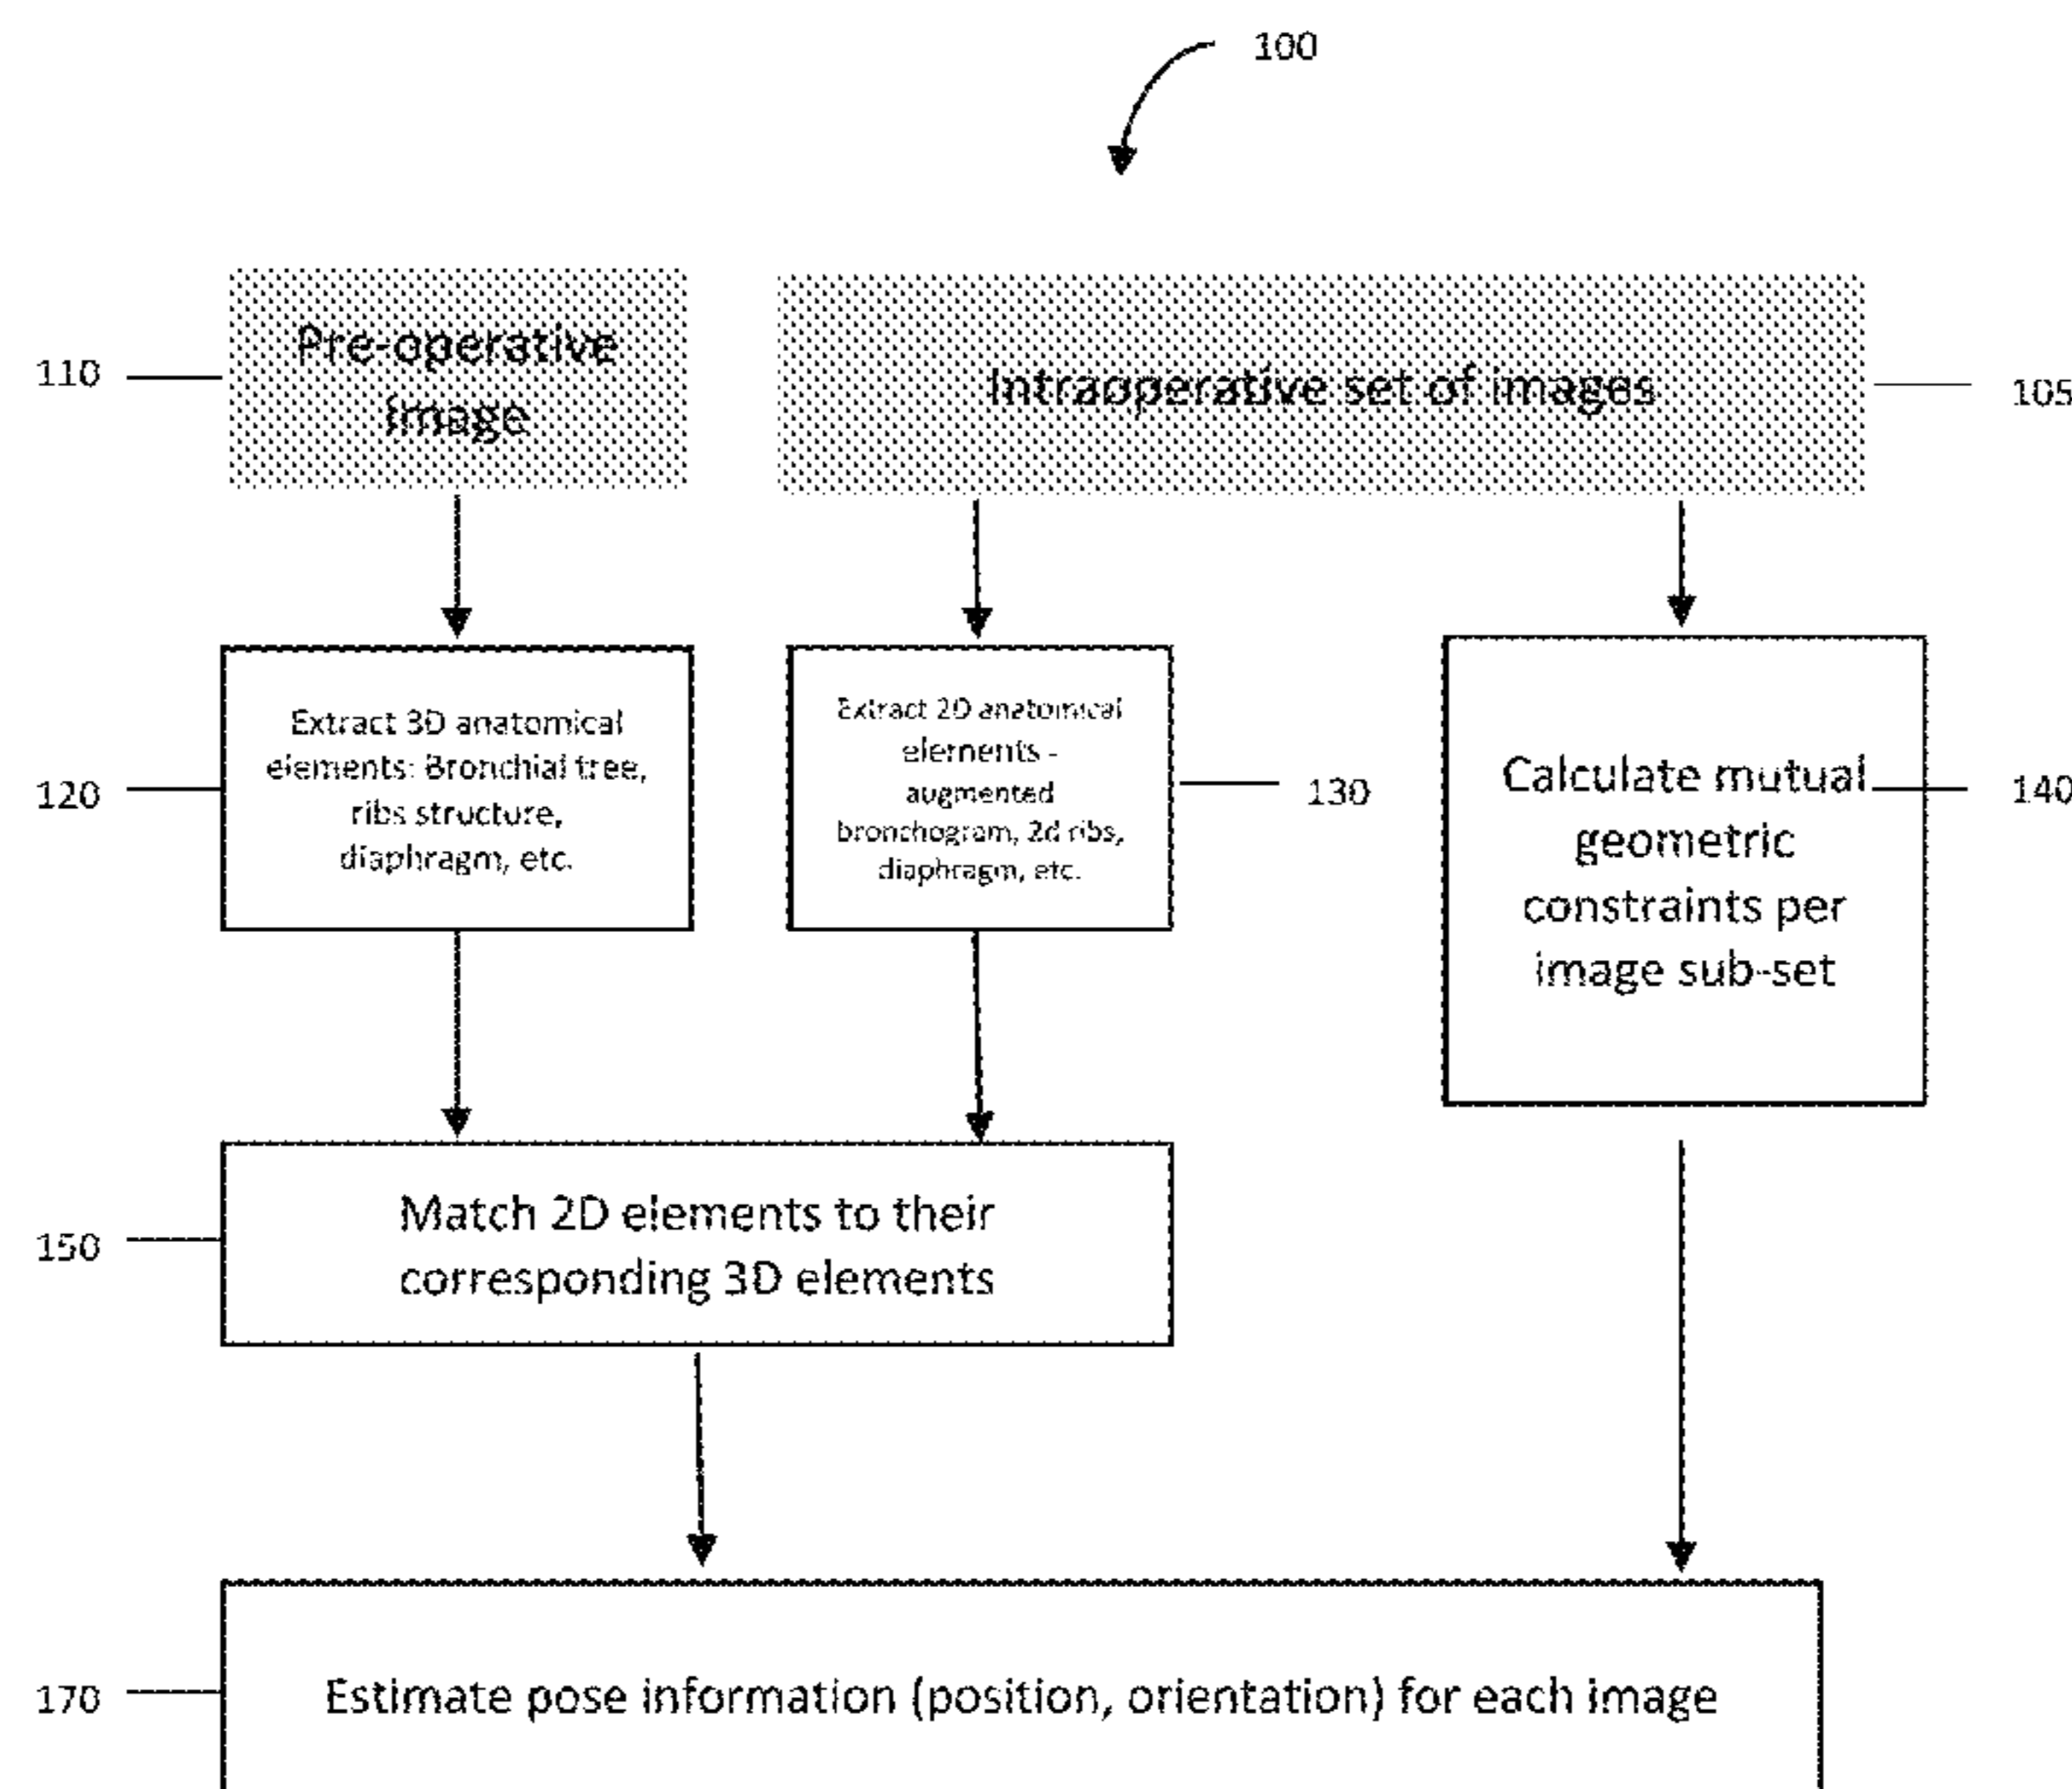 100
110
Pre-operative
image
Intraoperative set of images
105
120
Extract 3D anatomical
elements: Bronchial tree,
ribs structure,
diaphragm, etc.
Extract 2D anatomical
elements -
augmented
bronchogram, 2d ribs,
diaphragm, etc.
130
Calculate mutual
geometric
constraints per
image sub-set
140
150
Match 2D elements to their
corresponding 3D elements
170
Estimate pose information (position, orientation) for each image